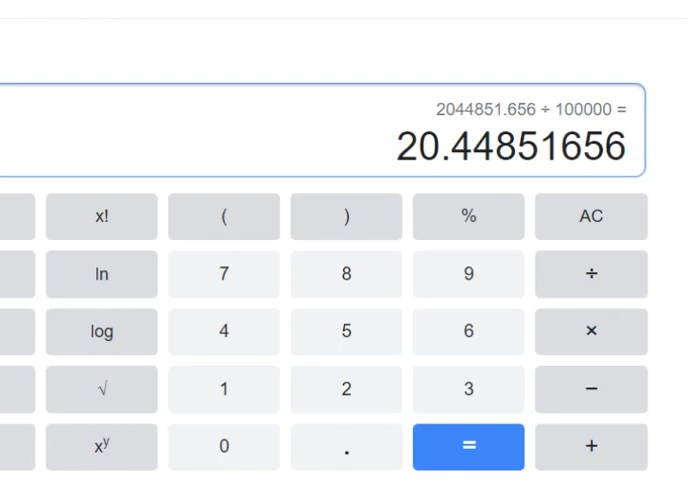 2044851.656 ÷ 100000 =
20.44851656
x! ( ) % AC
ln 7 8 9 ÷
log 4 5 6 ×
√ 1 2 3 −
xʸ 0 . = +